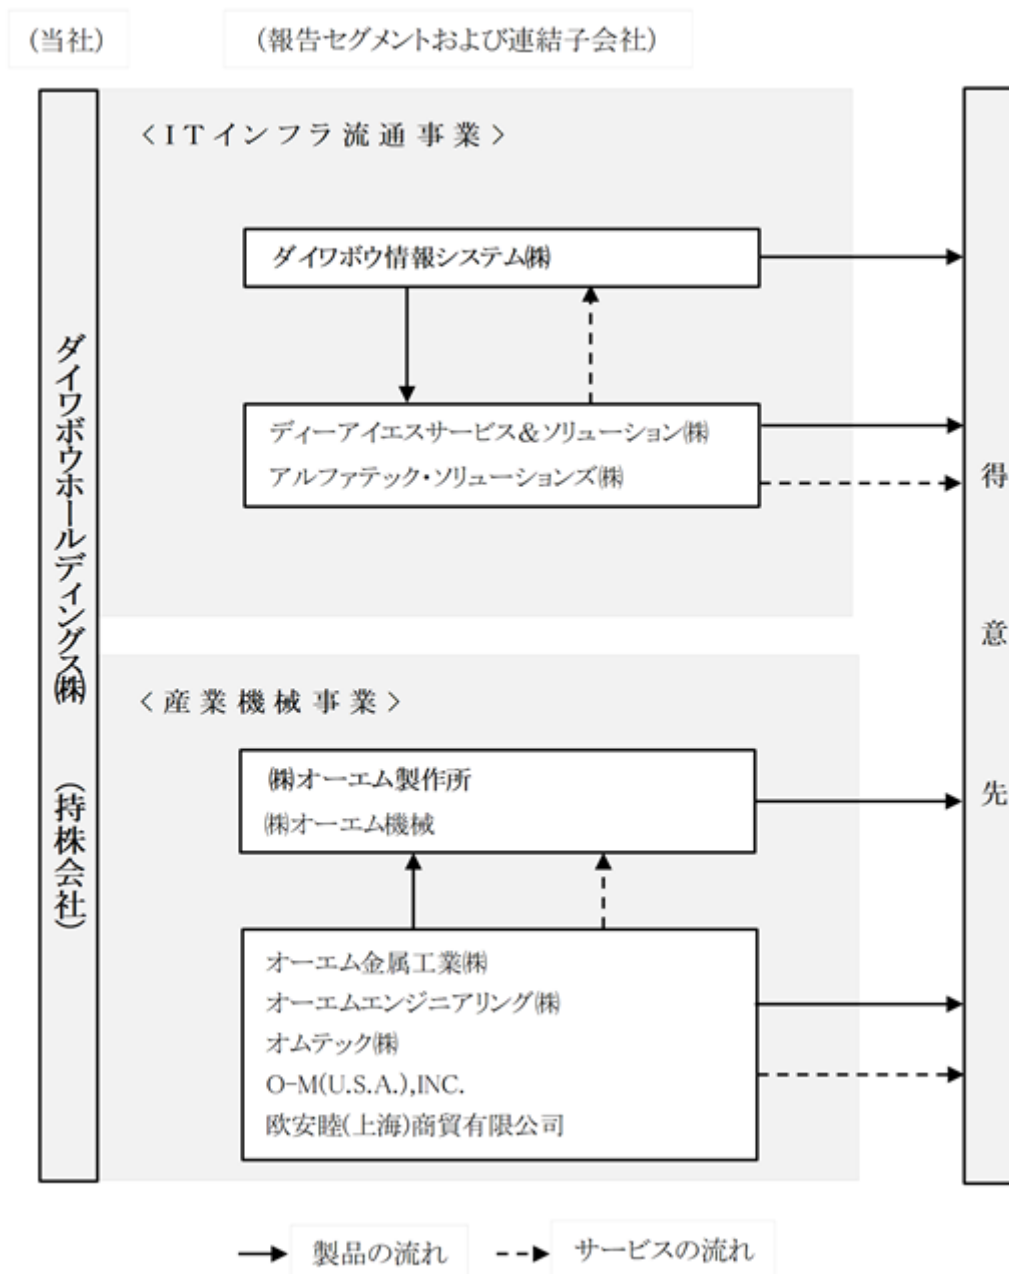 (当社)
(報告セグメントおよび連結子会社)
ダイワボウホールディングス㈱ (持株会社)
<ITインフラ流通事業>
ダイワボウ情報システム㈱
ディーアイエスサービス&ソリューション㈱
アルファテック・ソリューションズ㈱
<産業機械事業>
㈱オーエム製作所
㈱オーエム機械
オーエム金属工業㈱
オーエムエンジニアリング㈱
オムテック㈱
O-M(U.S.A.),INC.
欧安睦(上海)商貿有限公司
得意先
製品の流れ
サービスの流れ